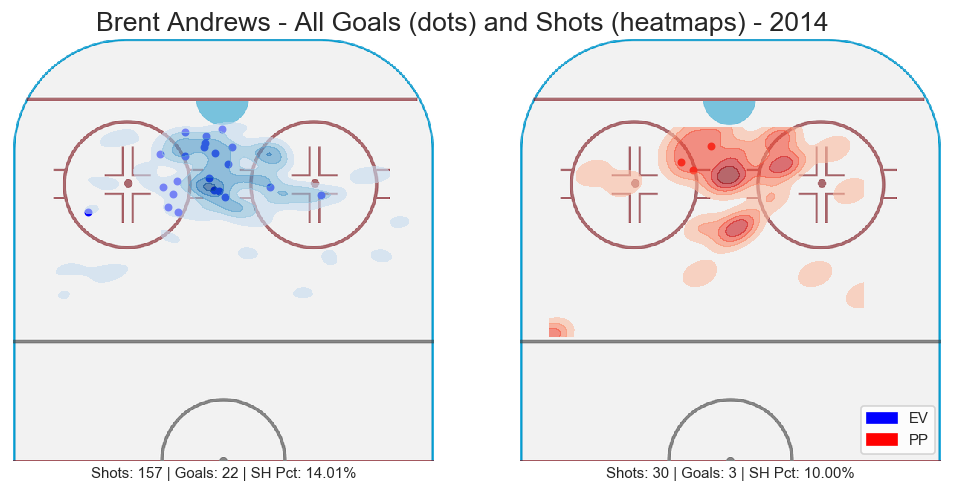 Brent Andrews - All Goals (dots) and Shots (heatmaps) - 2014
EV
PP
Shots: 157 | Goals: 22 | SH Pct: 14.01%
Shots: 30 | Goals: 3 | SH Pct: 10.00%